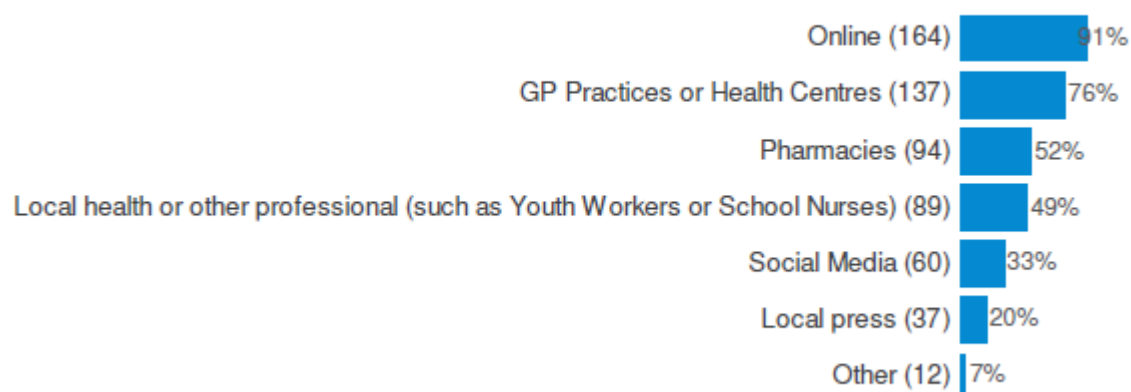 Online (164) 91%
GP Practices or Health Centres (137) 76%
Pharmacies (94) 52%
Local health or other professional (such as Youth Workers or School Nurses) (89) 49%
Social Media (60) 33%
Local press (37) 20%
Other (12) 7%